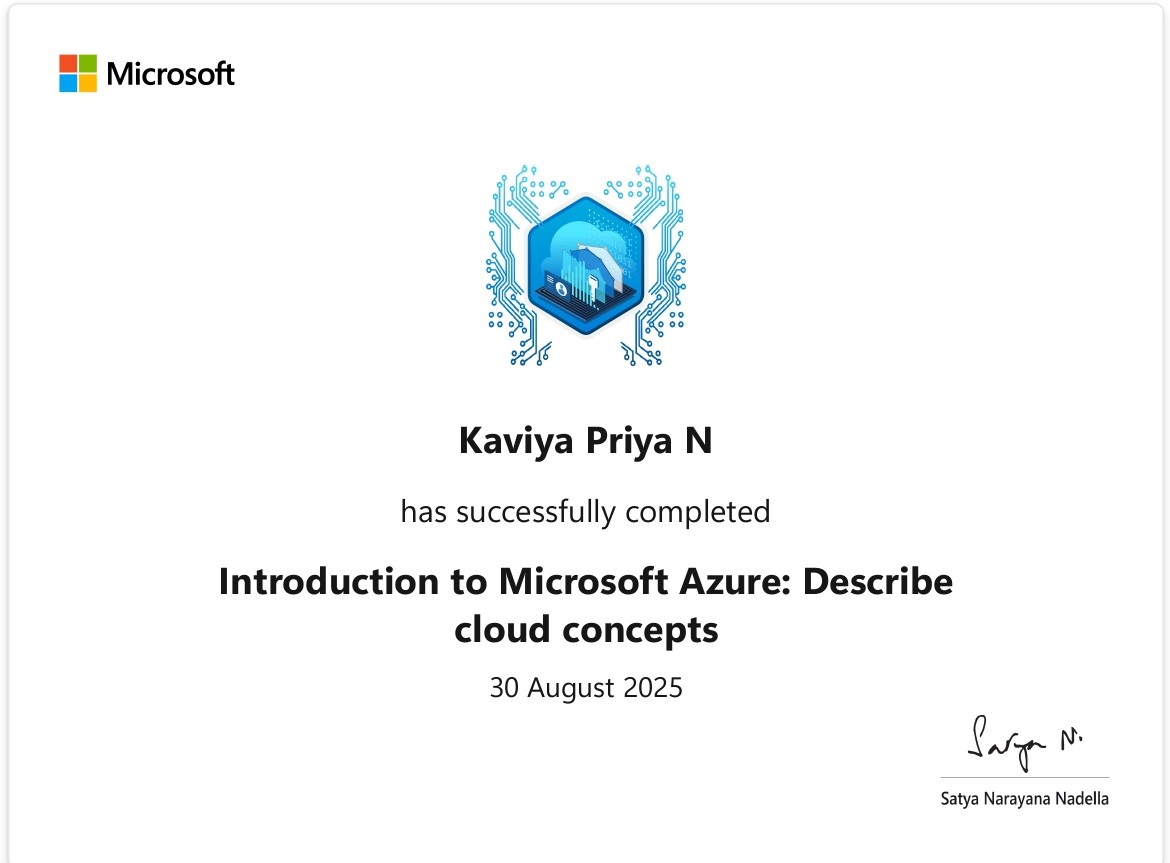 Microsoft
Kaviya Priya N
has successfully completed
Introduction to Microsoft Azure: Describe
cloud concepts
30 August 2025
Satya N.
Satya Narayana Nadella